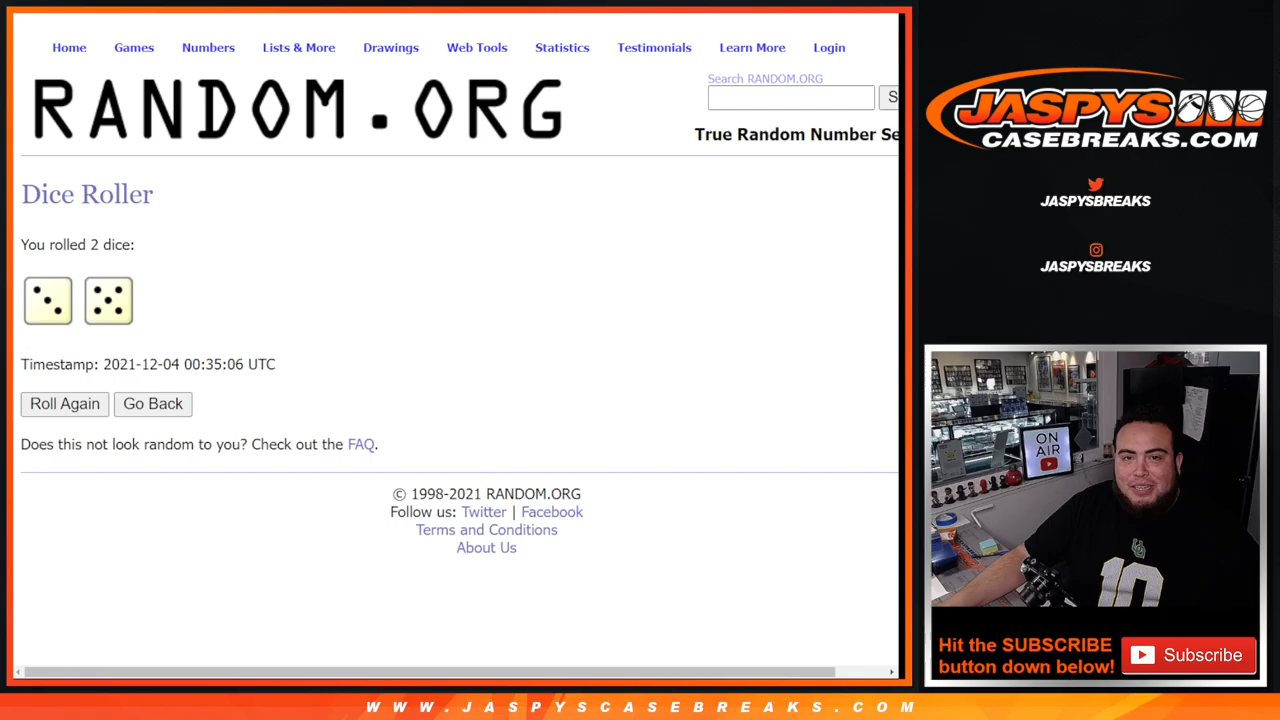 Home Games Numbers Lists & More Drawings Web Tools Statistics Testimonials Learn More Login
RANDOM.ORG
Search RANDOM.ORG
S
True Random Number Se
Dice Roller
You rolled 2 dice:
Timestamp: 2021-12-04 00:35:06 UTC
Roll Again Go Back
Does this not look random to you? Check out the FAQ.
© 1998-2021 RANDOM.ORG
Follow us: Twitter | Facebook
Terms and Conditions
About Us
JASPYS
CASEBREAKS.COM
JASPYSBREAKS
JASPYSBREAKS
ON
AIR
10
Hit the SUBSCRIBE
button down below!
Subscribe
WWW.JASPYSCASEBREAKS.COM